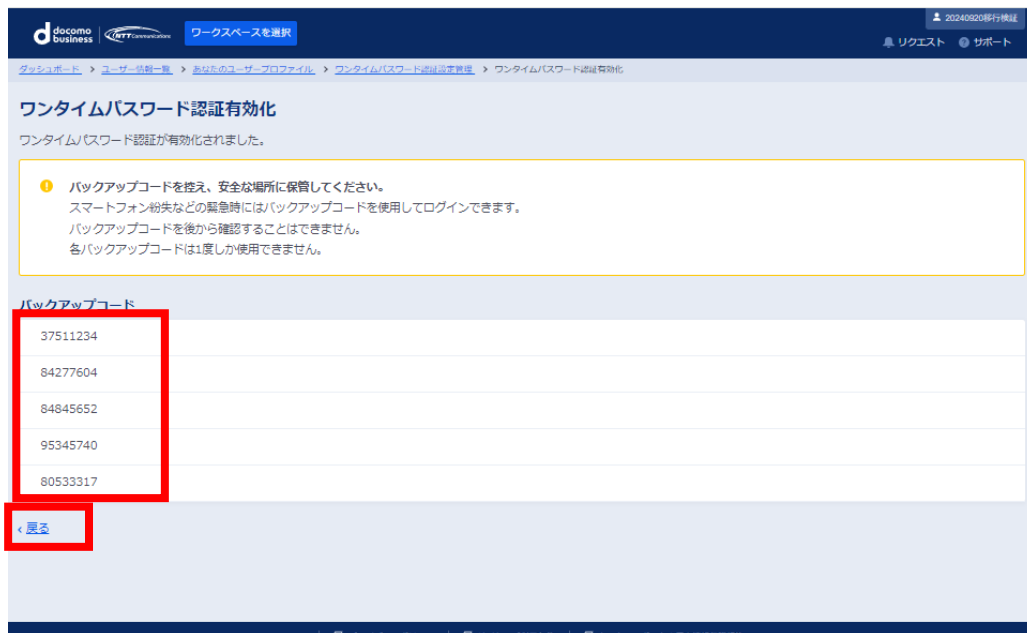 20240920移行検証
docomo business NTT Communications ワークスペースを選択
リクエスト サポート
ダッシュボード > ユーザー情報一覧 > あなたのユーザープロファイル > ワンタイムパスワード認証設定管理 > ワンタイムパスワード認証有効化
ワンタイムパスワード認証有効化
ワンタイムパスワード認証が有効化されました。
バックアップコードを控え、安全な場所に保管してください。
スマートフォン紛失などの緊急時にはバックアップコードを使用してログインできます。
バックアップコードを後から確認することはできません。
各バックアップコードは1度しか使用できません。
バックアップコード
37511234
84277604
84845652
95345740
80533317
‹ 戻る